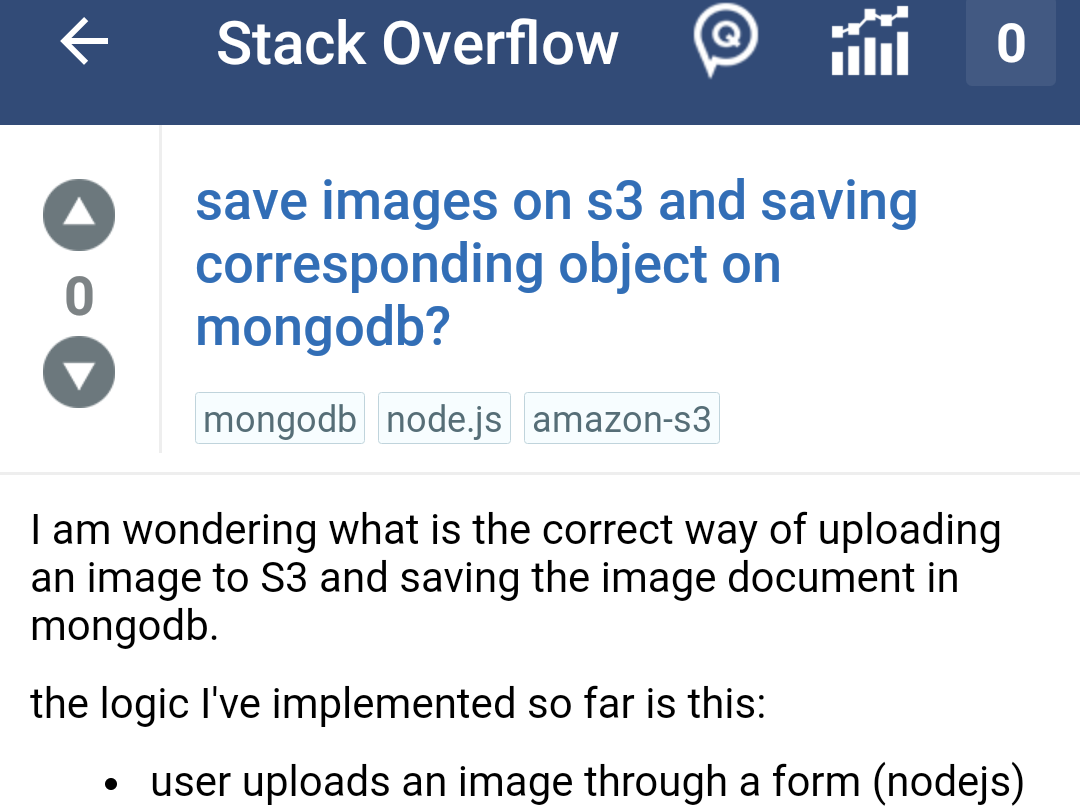 Stack Overflow
0
0
save images on s3 and saving
corresponding object on
mongodb?
mongodb node.js amazon-s3
I am wondering what is the correct way of uploading
an image to S3 and saving the image document in
mongodb.
the logic I've implemented so far is this:
• user uploads an image through a form (nodejs)